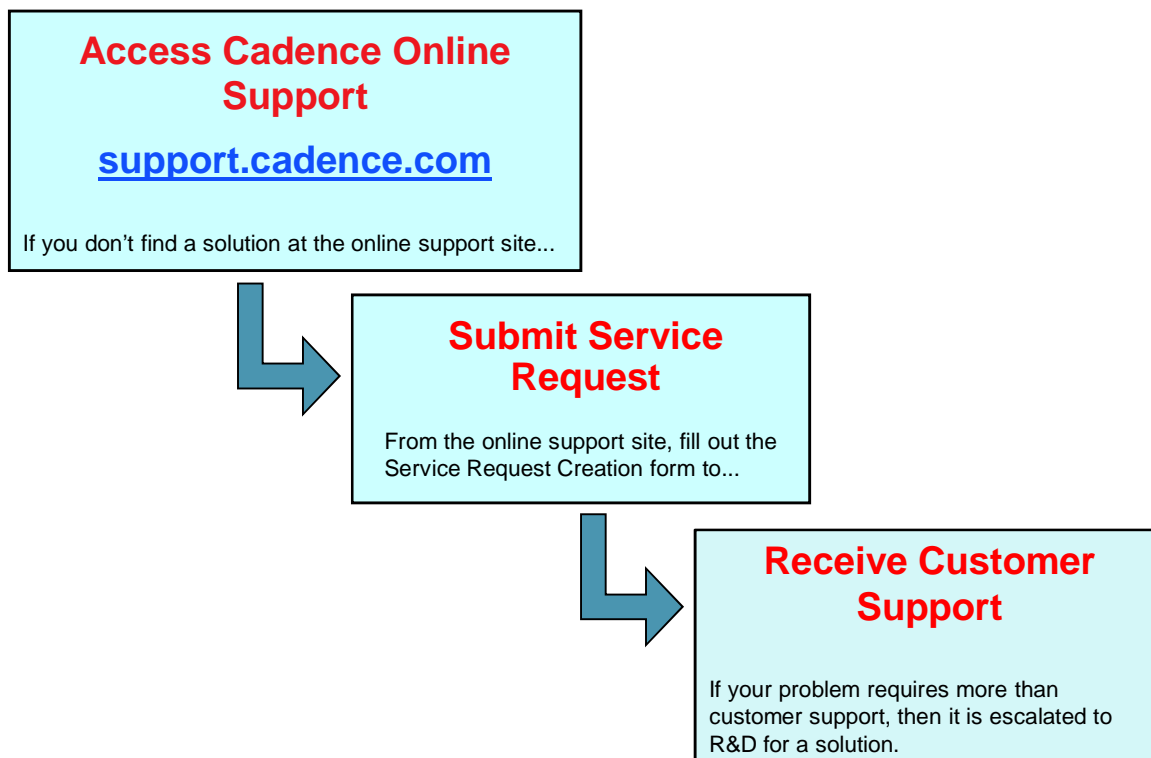 Access Cadence Online
Support
support.cadence.com
If you don’t find a solution at the online support site...
Submit Service
Request
From the online support site, fill out the
Service Request Creation form to...
Receive Customer
Support
If your problem requires more than
customer support, then it is escalated to
R&D for a solution.